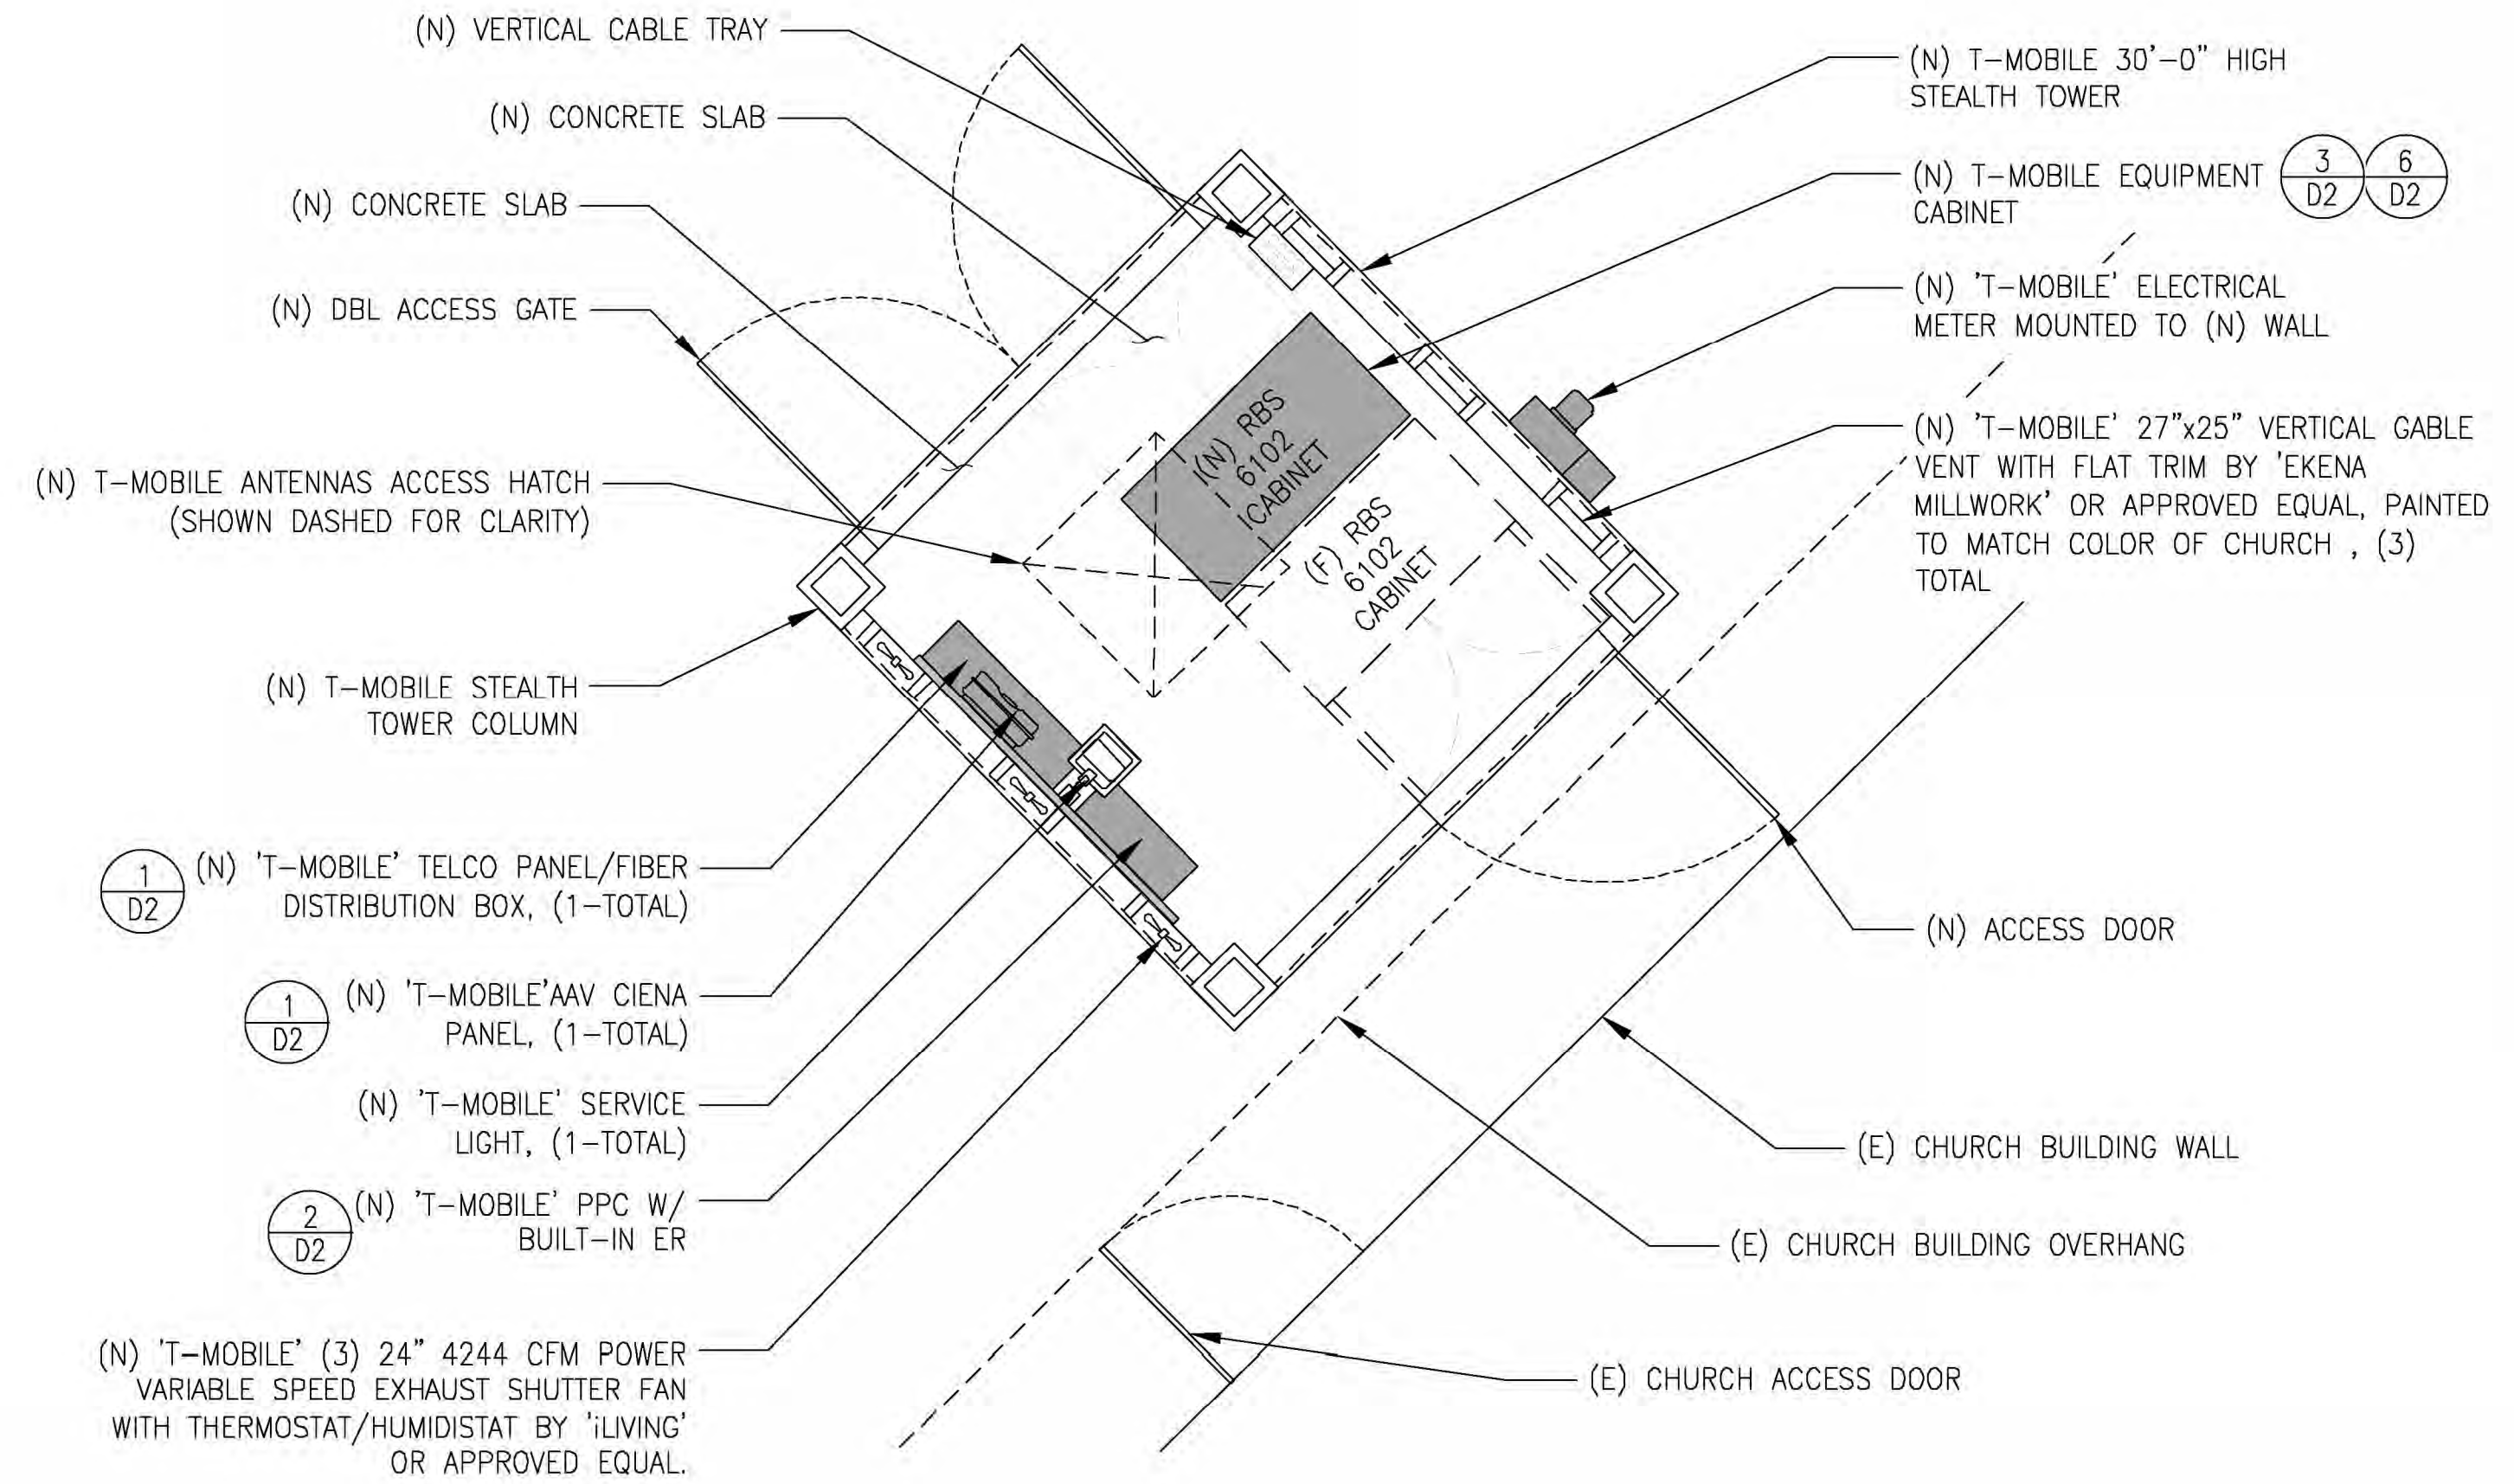 (N) VERTICAL CABLE TRAY
(N) CONCRETE SLAB
(N) CONCRETE SLAB
(N) DBL ACCESS GATE
(N) T-MOBILE ANTENNAS ACCESS HATCH
(SHOWN DASHED FOR CLARITY)
(N) T-MOBILE STEALTH
TOWER COLUMN
1
D2
(N) 'T-MOBILE' TELCO PANEL/FIBER
DISTRIBUTION BOX, (1-TOTAL)
1
D2
(N) 'T-MOBILE'AAV CIENA
PANEL, (1-TOTAL)
(N) 'T-MOBILE' SERVICE
LIGHT, (1-TOTAL)
2
D2
(N) 'T-MOBILE' PPC W/
BUILT-IN ER
(N) 'T-MOBILE' (3) 24" 4244 CFM POWER
VARIABLE SPEED EXHAUST SHUTTER FAN
WITH THERMOSTAT/HUMIDISTAT BY 'iLIVING'
OR APPROVED EQUAL.
(N) RBS
6102
CABINET
(F) RBS
6102
CABINET
(N) T-MOBILE 30'-0" HIGH
STEALTH TOWER
(N) T-MOBILE EQUIPMENT
CABINET
3
D2
6
D2
(N) 'T-MOBILE' ELECTRICAL
METER MOUNTED TO (N) WALL
(N) 'T-MOBILE' 27"x25" VERTICAL GABLE
VENT WITH FLAT TRIM BY 'EKENA
MILLWORK' OR APPROVED EQUAL, PAINTED
TO MATCH COLOR OF CHURCH , (3)
TOTAL
(N) ACCESS DOOR
(E) CHURCH BUILDING WALL
(E) CHURCH BUILDING OVERHANG
(E) CHURCH ACCESS DOOR